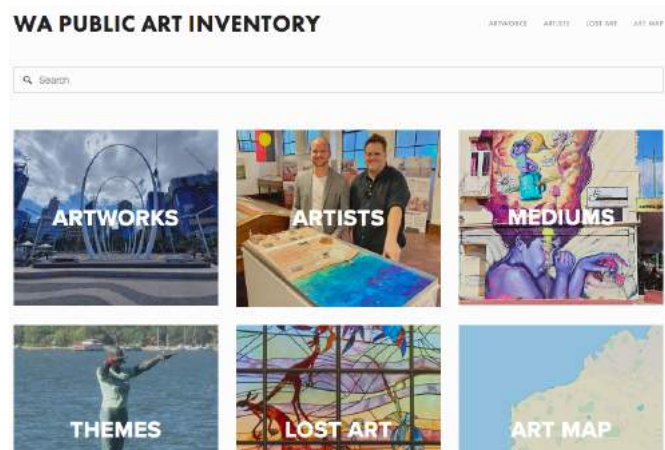 WA PUBLIC ART INVENTORY
ARTWORKS ARTISTS LOST ART ART MAP
Search
ARTWORKS ARTISTS MEDIUMS
THEMES LOST ART ART MAP